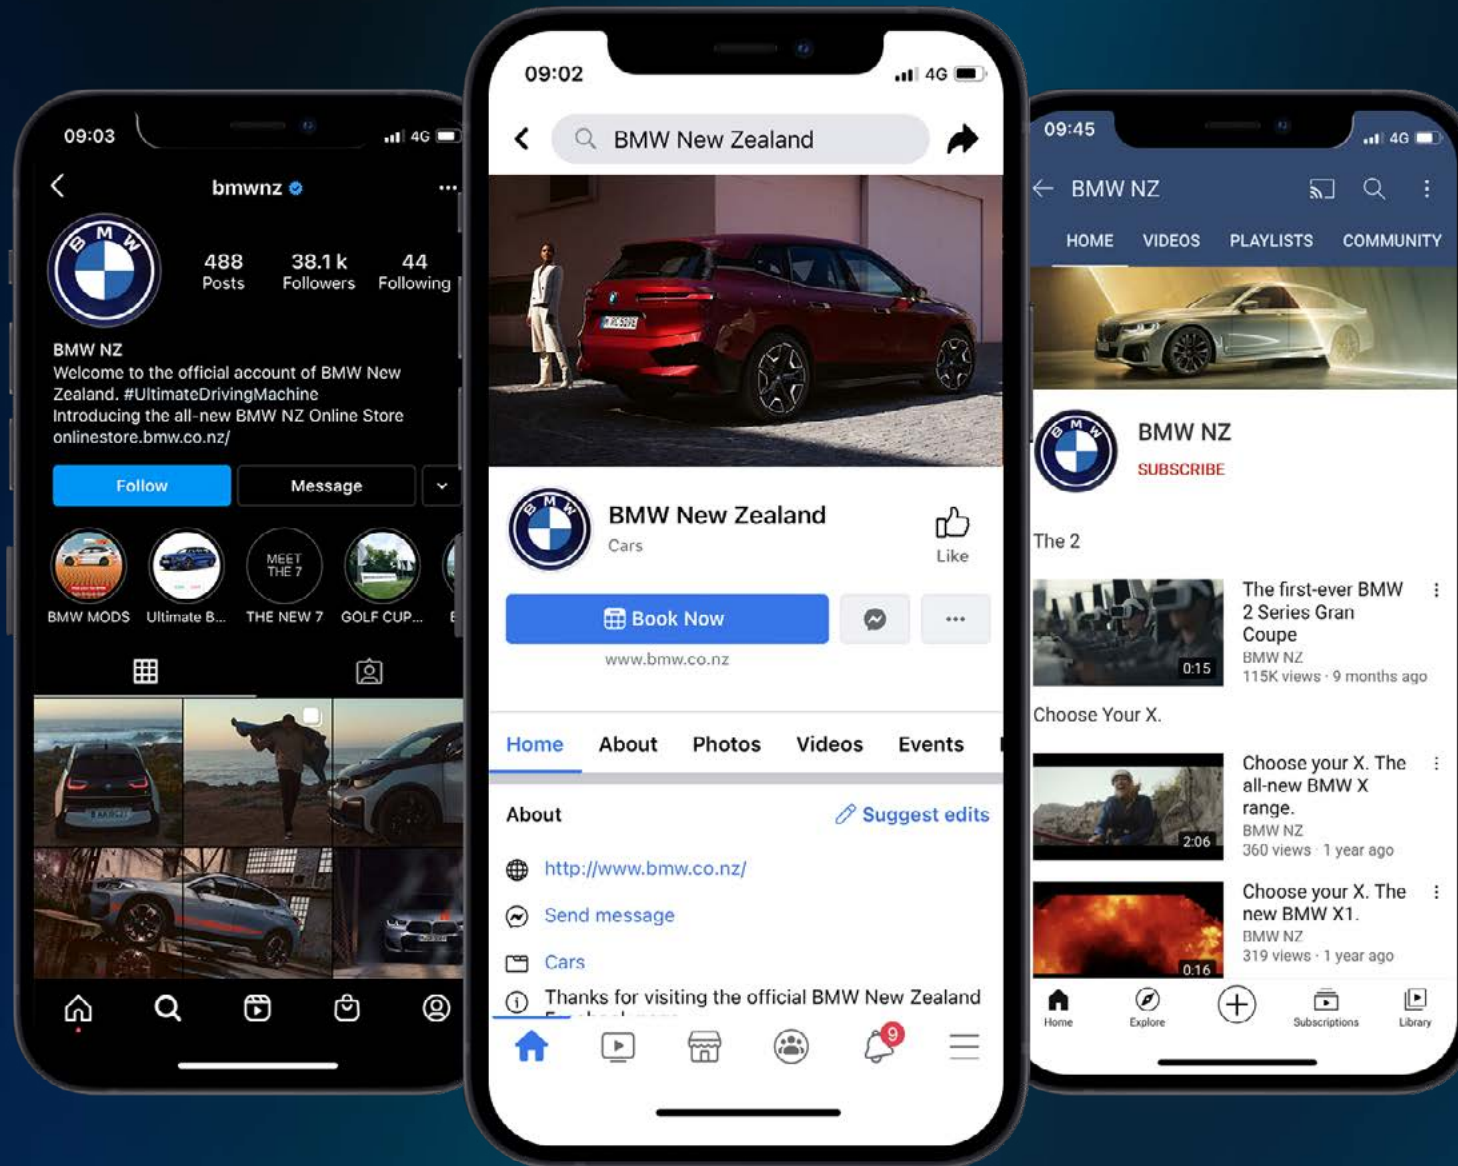 09:03
4G
bmwnz
488
38.1 k
44
Posts
Followers
Following
BMW
BMW NZ
Welcome to the official account of BMW New
Zealand. #UltimateDrivingMachine
Introducing the all-new BMW NZ Online Store
onlinestore.bmw.co.nz/
Follow
Message
MEET
THE 7
BMW MODS
Ultimate B...
THE NEW 7
GOLF CUP...
09:02
4G
BMW New Zealand
BMW
BMW New Zealand
Cars
Like
Book Now
www.bmw.co.nz
Home
About
Photos
Videos
Events
About
Suggest edits
http://www.bmw.co.nz/
Send message
Cars
Thanks for visiting the official BMW New Zealand
9
09:45
4G
BMW NZ
HOME
VIDEOS
PLAYLISTS
COMMUNITY
BMW
BMW NZ
SUBSCRIBE
The 2
0:15
The first-ever BMW
2 Series Gran
Coupe
BMW NZ
115K views · 9 months ago
Choose Your X.
2:06
Choose your X. The
all-new BMW X
range.
BMW NZ
360 views · 1 year ago
0:16
Choose your X. The
new BMW X1.
BMW NZ
319 views · 1 year ago
Home
Explore
Subscriptions
Library